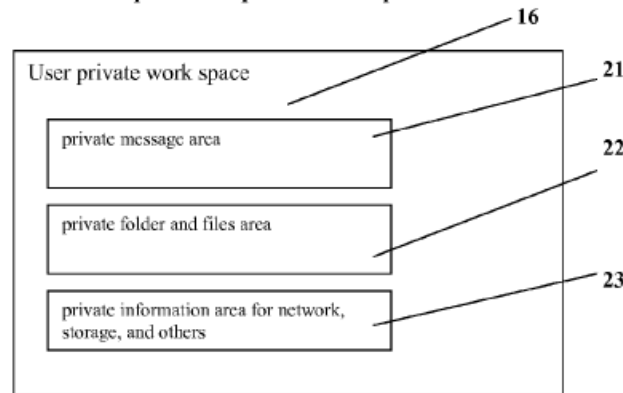 16
User private work space
21
private message area
22
private folder and files area
23
private information area for network,
storage, and others